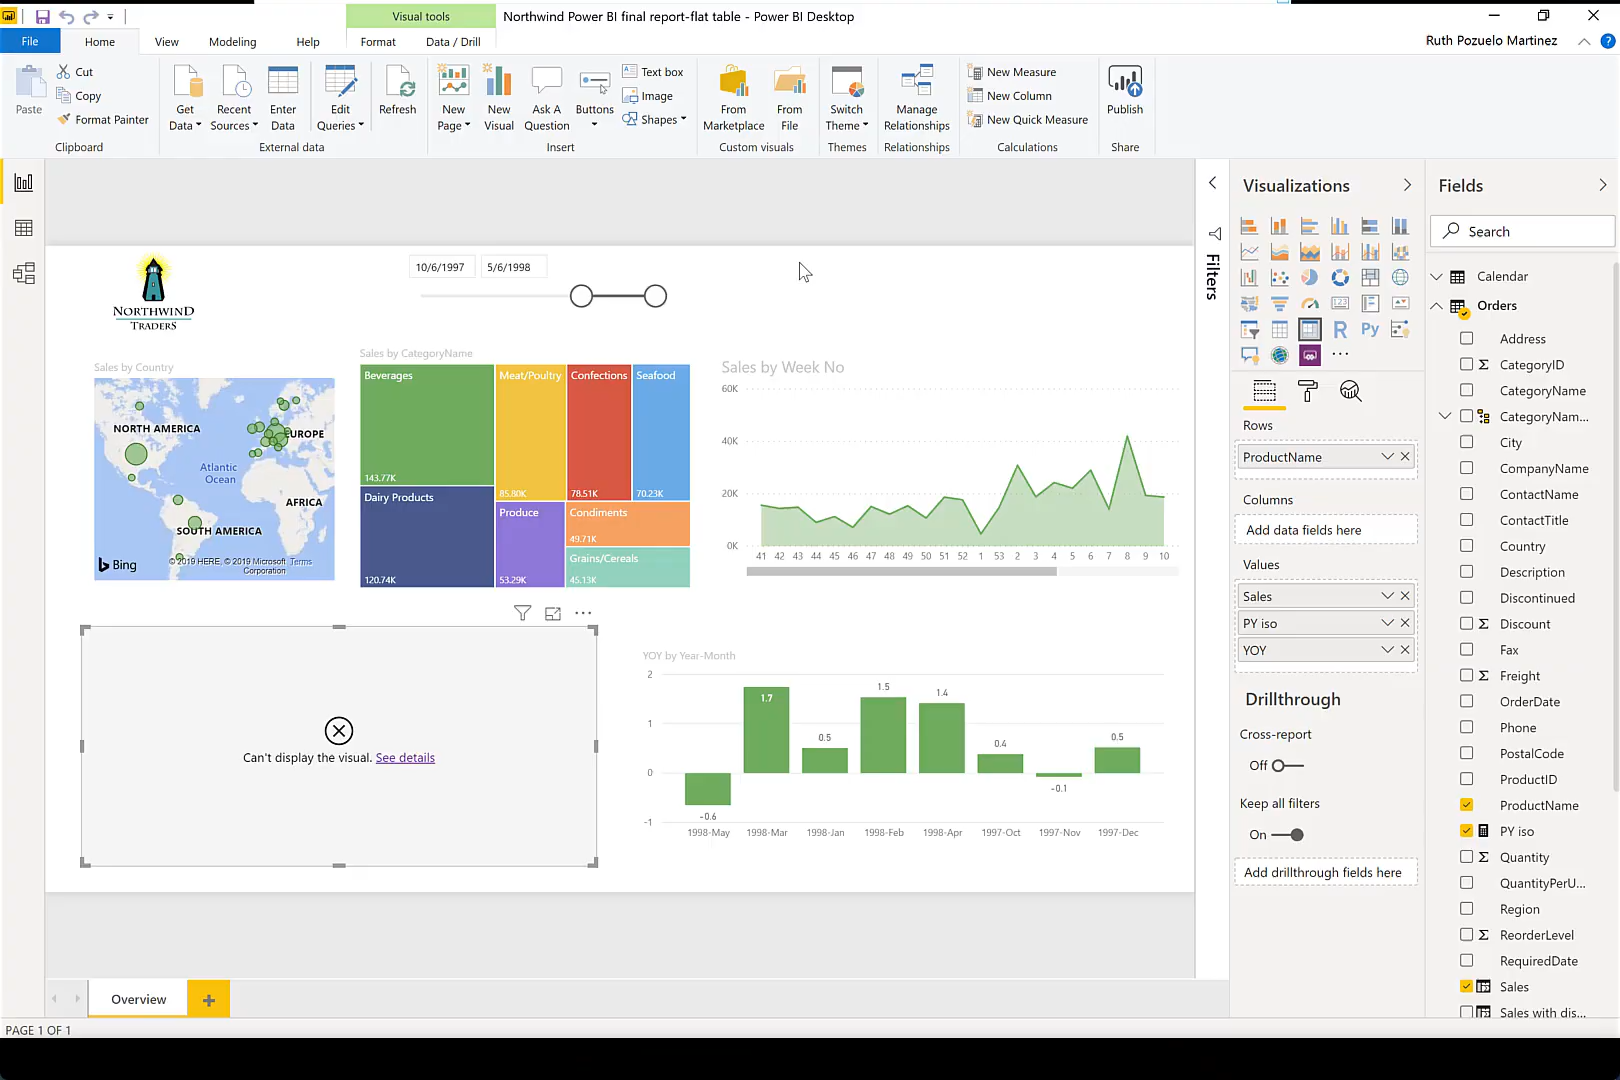 Visual tools
Northwind Power BI final report-flat table - Power BI Desktop
File
Home
View
Modeling
Help
Format
Data / Drill
Ruth Pozuelo Martinez
?
Paste
Cut
Copy
Format Painter
Get
Data
Recent
Sources
Enter
Data
Edit
Queries
Refresh
New
Page
New
Visual
Ask A
Question
Buttons
Text box
Image
Shapes
From
Marketplace
From
File
Switch
Theme
Manage
Relationships
New Measure
New Column
New Quick Measure
Publish
Clipboard
External data
Insert
Custom visuals
Themes
Relationships
Calculations
Share
NORTHWIND
TRADERS
10/6/1997
5/6/1998
Sales by Country
NORTH AMERICA
EUROPE
Atlantic
Ocean
AFRICA
SOUTH AMERICA
Bing
© 2019 HERE, © 2019 Microsoft Corporation Terms
Sales by CategoryName
Beverages
143.77K
Meat/Poultry
85.80K
Confections
78.51K
Seafood
70.23K
Dairy Products
120.74K
Produce
53.29K
Condiments
49.71K
Grains/Cereals
45.13K
Sales by Week No
60K
40K
20K
0K
41 42 43 44 45 46 47 48 49 50 51 52 1 53 2 3 4 5 6 7 8 9 10
Can't display the visual. See details
YOY by Year-Month
2
1
0
-1
-0.6
1.7
0.5
1.5
1.4
0.4
-0.1
0.5
1998-May 1998-Mar 1998-Jan 1998-Feb 1998-Apr 1997-Oct 1997-Nov 1997-Dec
Filters
Visualizations
R
Py
Rows
ProductName
Columns
Add data fields here
Values
Sales
PY iso
YOY
Drillthrough
Cross-report
Off
Keep all filters
On
Add drillthrough fields here
Fields
Search
Calendar
Orders
Address
CategoryID
CategoryName
CategoryNam...
City
CompanyName
ContactName
ContactTitle
Country
Description
Discontinued
Discount
Fax
Freight
OrderDate
Phone
PostalCode
ProductID
ProductName
PY iso
Quantity
QuantityPerU...
Region
ReorderLevel
RequiredDate
Sales
Sales with dis...
Overview
PAGE 1 OF 1